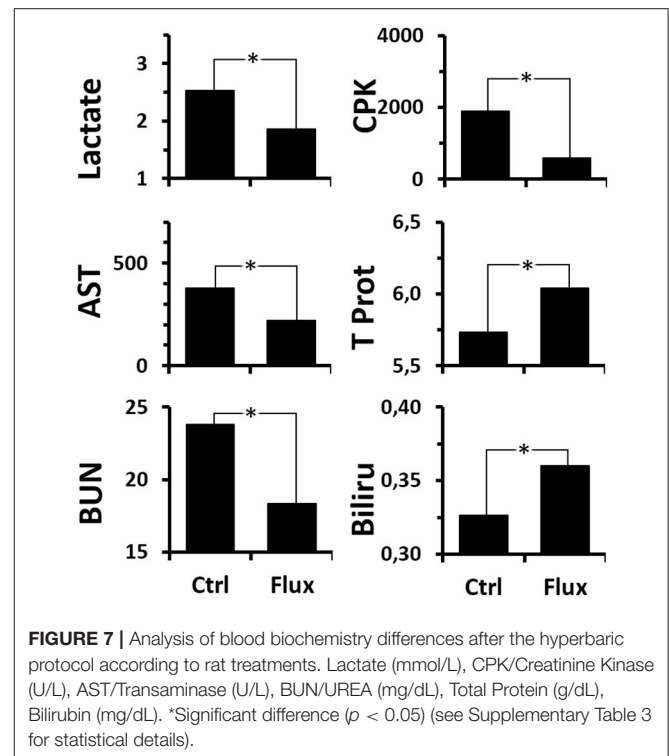 Lactate
3
2
1
*
CPK
4000
2000
0
*
AST
500
0
*
T Prot
6,5
6,0
5,5
*
BUN
25
20
15
*
Ctrl Flux
Biliru
0,40
0,35
0,30
*
Ctrl Flux
FIGURE 7 | Analysis of blood biochemistry differences after the hyperbaric
protocol according to rat treatments. Lactate (mmol/L), CPK/Creatinine Kinase
(U/L), AST/Transaminase (U/L), BUN/UREA (mg/dL), Total Protein (g/dL),
Bilirubin (mg/dL). *Significant difference (p < 0.05) (see Supplementary Table 3
for statistical details).